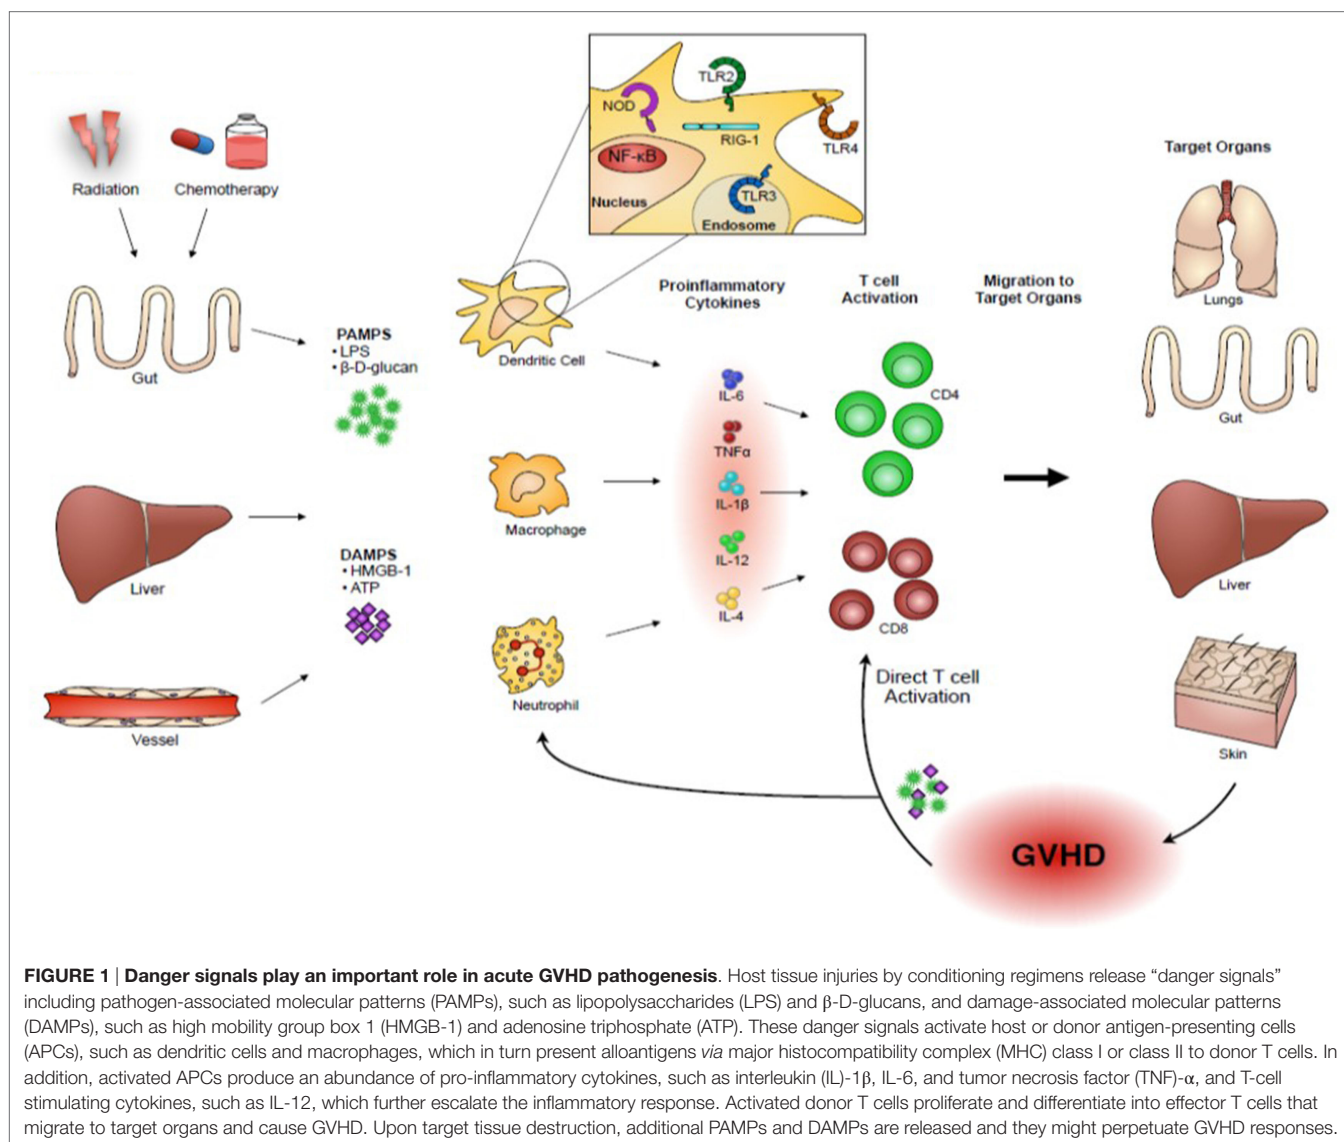 NOD
TLR2
RIG-1
TLR4
NF-κB
Nucleus
TLR3
Endosome
Radiation
Chemotherapy
Gut
Liver
Vessel
PAMPS
• LPS
• β-D-glucan
DAMPS
• HMGB-1
• ATP
Dendritic Cell
Macrophage
Neutrophil
Proinflammatory
Cytokines
IL-6
TNFα
IL-1β
IL-12
IL-4
T cell
Activation
CD4
CD8
Direct T cell
Activation
Migration to
Target Organs
Target Organs
Lungs
Gut
Liver
Skin
GVHD
FIGURE 1 | Danger signals play an important role in acute GVHD pathogenesis. Host tissue injuries by conditioning regimens release “danger signals”
including pathogen-associated molecular patterns (PAMPs), such as lipopolysaccharides (LPS) and β-D-glucans, and damage-associated molecular patterns
(DAMPs), such as high mobility group box 1 (HMGB-1) and adenosine triphosphate (ATP). These danger signals activate host or donor antigen-presenting cells
(APCs), such as dendritic cells and macrophages, which in turn present alloantigens via major histocompatibility complex (MHC) class I or class II to donor T cells. In
addition, activated APCs produce an abundance of pro-inflammatory cytokines, such as interleukin (IL)-1β, IL-6, and tumor necrosis factor (TNF)-α, and T-cell
stimulating cytokines, such as IL-12, which further escalate the inflammatory response. Activated donor T cells proliferate and differentiate into effector T cells that
migrate to target organs and cause GVHD. Upon target tissue destruction, additional PAMPs and DAMPs are released and they might perpetuate GVHD responses.